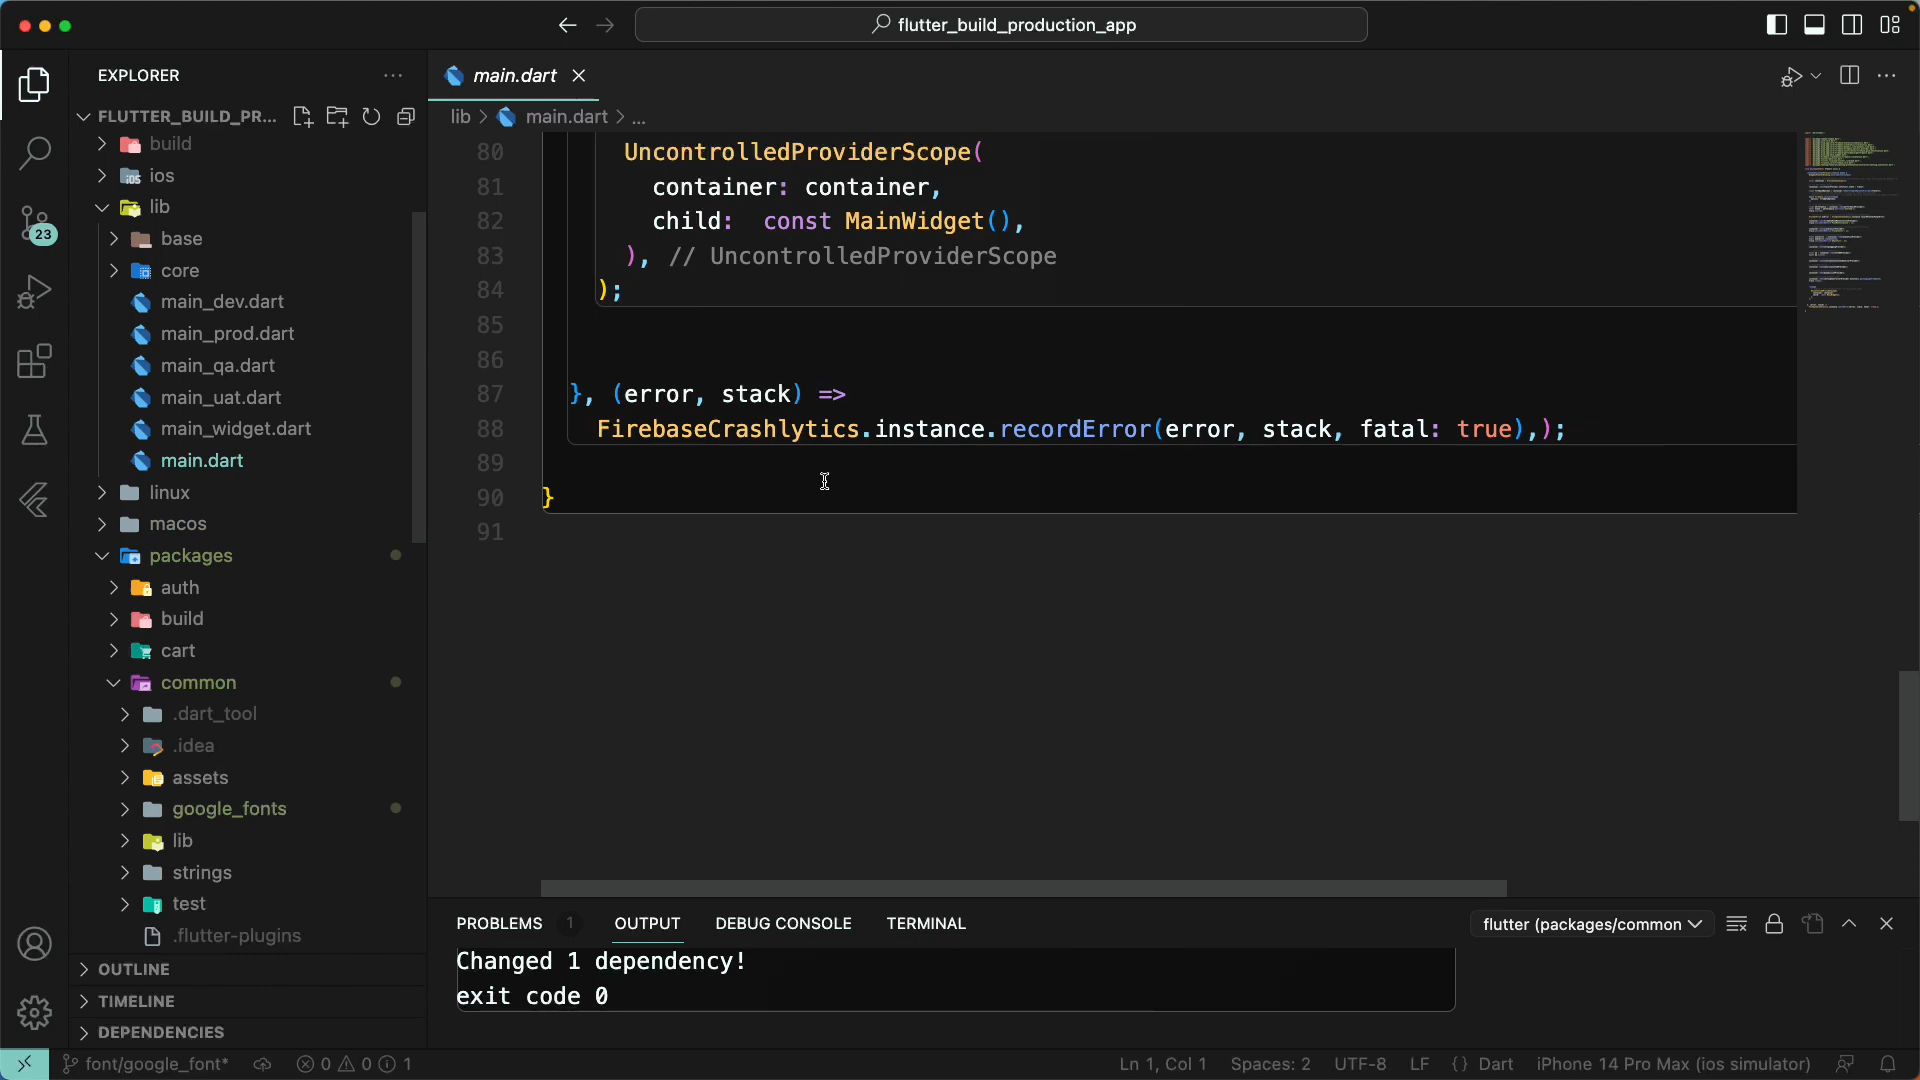 flutter_build_production_app
EXPLORER
FLUTTER_BUILD_PR...
build
ios
lib
base
core
main_dev.dart
main_prod.dart
main_qa.dart
main_uat.dart
main_widget.dart
main.dart
linux
macos
packages
auth
build
cart
common
.dart_tool
.idea
assets
google_fonts
lib
strings
test
.flutter-plugins
OUTLINE
TIMELINE
DEPENDENCIES
23
main.dart
lib > main.dart > ...
80 UncontrolledProviderScope(
81 container: container,
82 child:  const MainWidget(),
83 ), // UncontrolledProviderScope
84 );
85
86
87 }, (error, stack) =>
88 FirebaseCrashlytics.instance.recordError(error, stack, fatal: true),);
89
90 }
91
PROBLEMS 1 OUTPUT DEBUG CONSOLE TERMINAL flutter (packages/common
Changed 1 dependency!
exit code 0
font/google_font* 0 0 1 Ln 1, Col 1 Spaces: 2 UTF-8 LF {} Dart iPhone 14 Pro Max (ios simulator)